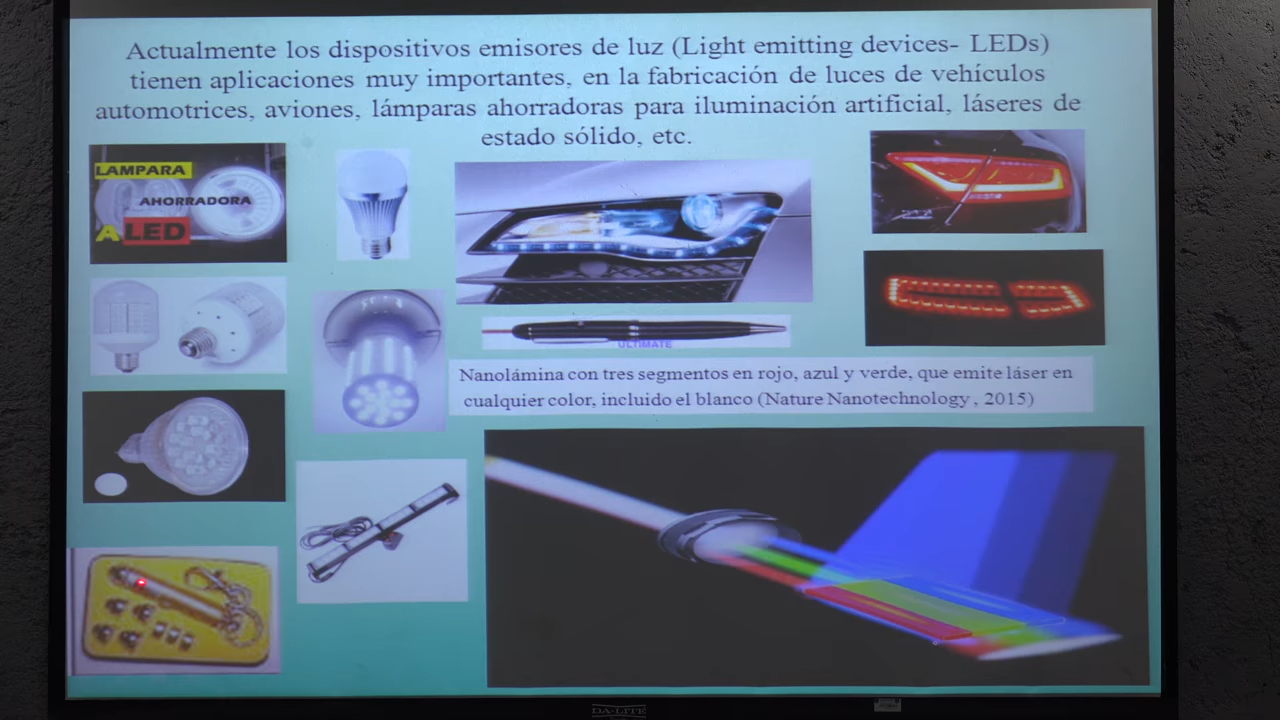 Actualmente los dispositivos emisores de luz (Light emitting devices- LEDs)
tienen aplicaciones muy importantes, en la fabricación de luces de vehículos
automotrices, aviones, lámparas ahorradoras para iluminación artificial, láseres de
estado sólido, etc.
LAMPARA
AHORRADORA
A LED
ULTIMATE
Nanolámina con tres segmentos en rojo, azul y verde, que emite láser en
cualquier color, incluido el blanco (Nature Nanotechnology , 2015)
DA-LITE